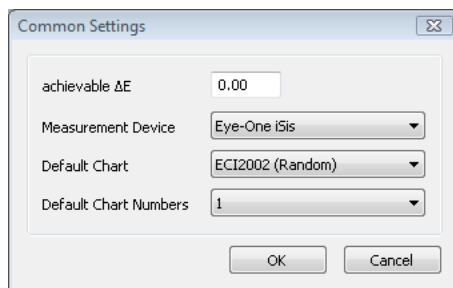 Common Settings
achievable ΔE 0.00
Measurement Device Eye-One iSis
Default Chart ECI2002 (Random)
Default Chart Numbers 1
OK Cancel